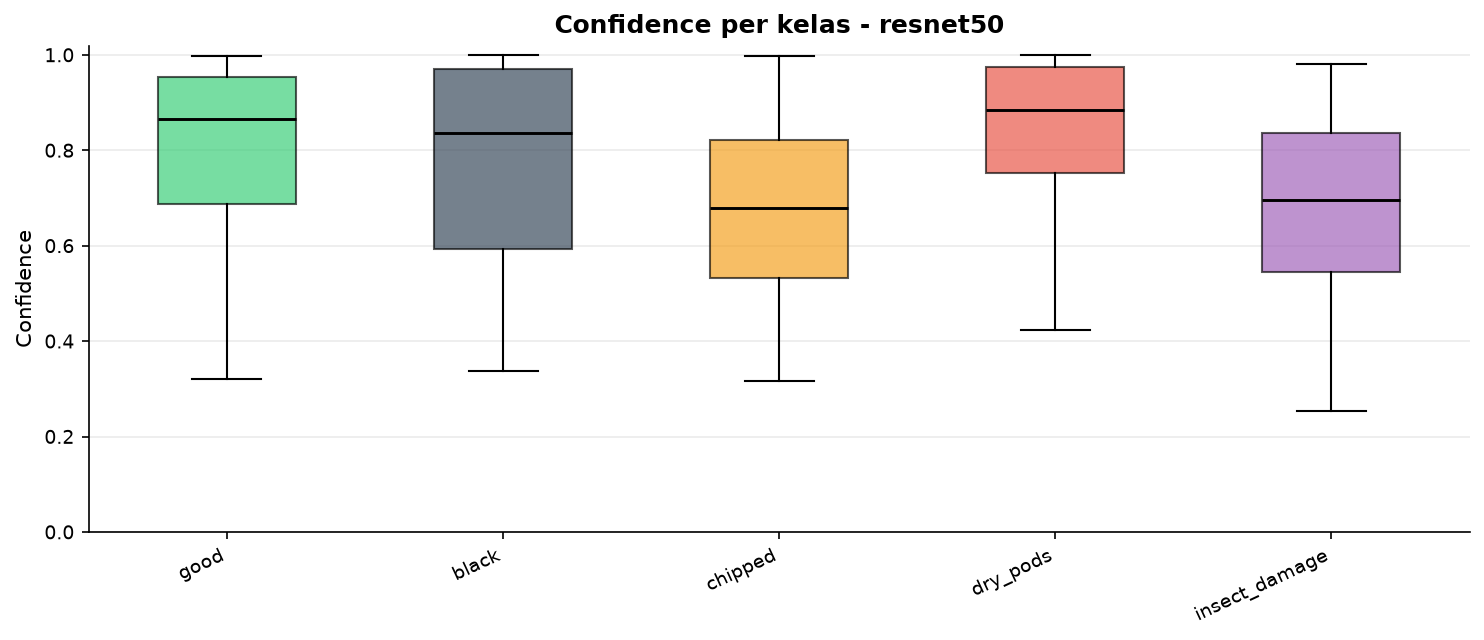 Confidence per kelas - resnet50
Confidence
1.0
0.8
0.6
0.4
0.2
0.0
good
black
chipped
dry_pods
insect_damage